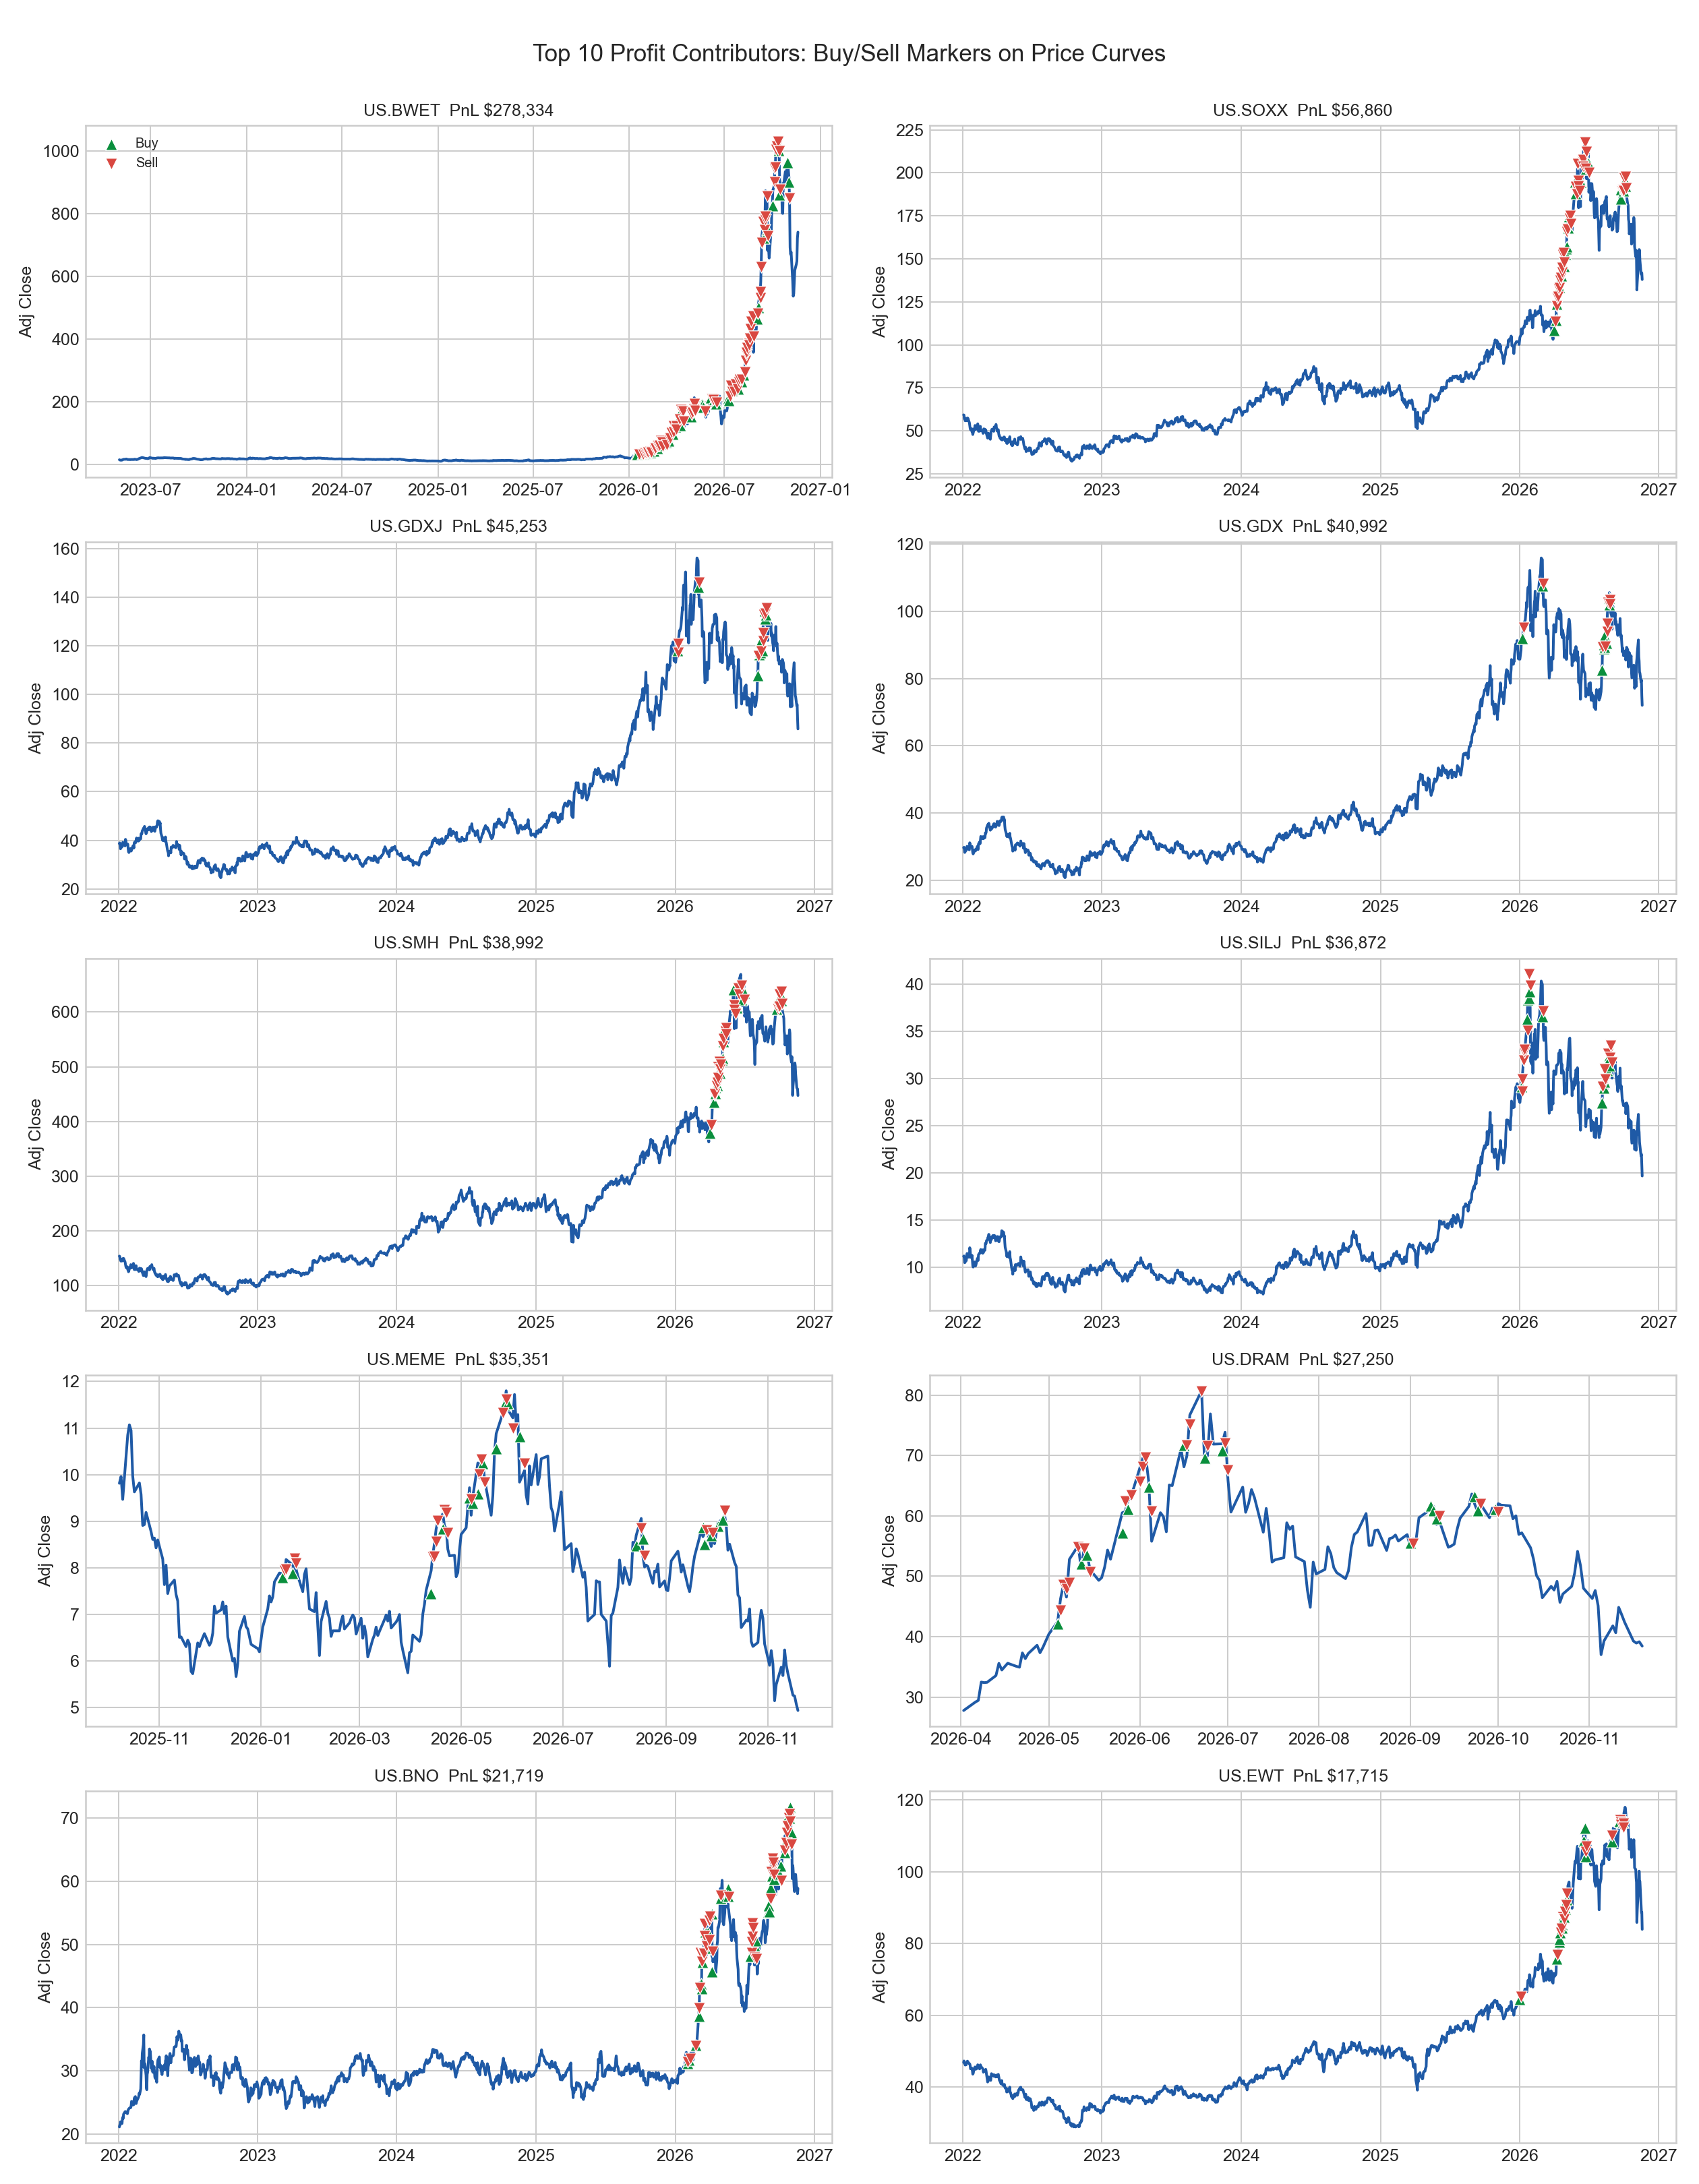 Top 10 Profit Contributors: Buy/Sell Markers on Price Curves
US.BWET  PnL $278,334
Adj Close
1000
800
600
400
200
0
Buy
Sell
2023-07 2024-01 2024-07 2025-01 2025-07 2026-01 2026-07 2027-01
US.SOXX  PnL $56,860
Adj Close
225
200
175
150
125
100
75
50
25
2022 2023 2024 2025 2026 2027
US.GDXJ  PnL $45,253
Adj Close
160
140
120
100
80
60
40
20
2022 2023 2024 2025 2026 2027
US.GDX  PnL $40,992
Adj Close
120
100
80
60
40
20
2022 2023 2024 2025 2026 2027
US.SMH  PnL $38,992
Adj Close
600
500
400
300
200
100
2022 2023 2024 2025 2026 2027
US.SILJ  PnL $36,872
Adj Close
40
35
30
25
20
15
10
2022 2023 2024 2025 2026 2027
US.MEME  PnL $35,351
Adj Close
12
11
10
9
8
7
6
5
2025-11 2026-01 2026-03 2026-05 2026-07 2026-09 2026-11
US.DRAM  PnL $27,250
Adj Close
80
70
60
50
40
30
2026-04 2026-05 2026-06 2026-07 2026-08 2026-09 2026-10 2026-11
US.BNO  PnL $21,719
Adj Close
70
60
50
40
30
20
2022 2023 2024 2025 2026 2027
US.EWT  PnL $17,715
Adj Close
120
100
80
60
40
2022 2023 2024 2025 2026 2027